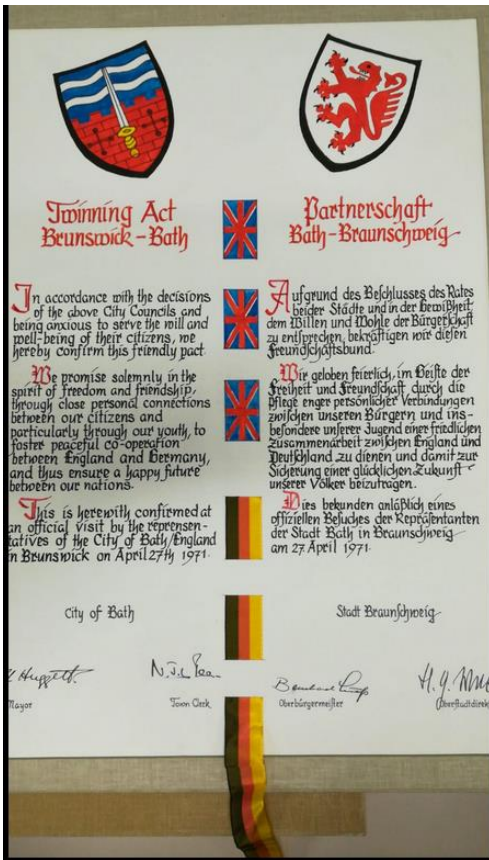 Twinning Act
Brunswick-Bath
In accordance with the decisions
of the above City Councils and
being anxious to serve the will and
well-being of their citizens, we
hereby confirm this friendly pact.
We promise solemnly in the
spirit of freedom and friendship,
through close personal connections
between our citizens and
particularly through our youth, to
foster peaceful co-operation
between England and Germany,
and thus ensure a happy future
between our nations.
This is herewith confirmed at
an official visit by the reprensen-
tatives of the City of Bath/England
in Brunswick on April 27th 1971.
City of Bath
Huggett
Mayor
Town Clerk
Partnerschaft
Bath-Braunschweig
Aufgrund des Beschlusses des Rates
beider Städte und in der Gewißheit
dem Willen und Wohle der Bürgerschaft
zu entsprechen, bekräftigen wir diesen
Freundschaftsbund.
Wir geloben feierlich, im Geiste der
Freiheit und Freundschaft, durch die
Pflege enger persönlicher Verbindungen
zwischen unseren Bürgern und ins-
besondere unserer Jugend einer friedlichen
Zusammenarbeit zwischen England und
Deutschland zu dienen und damit zur
Sicherung einer glücklichen Zukunft
unserer Völker beizutragen.
Dies bekunden anläßlich eines
offiziellen Besuches der Repräsentanten
der Stadt Bath in Braunschweig
am 27. April 1971.
Stadt Braunschweig
Oberbürgermeister
Oberstadtdirek